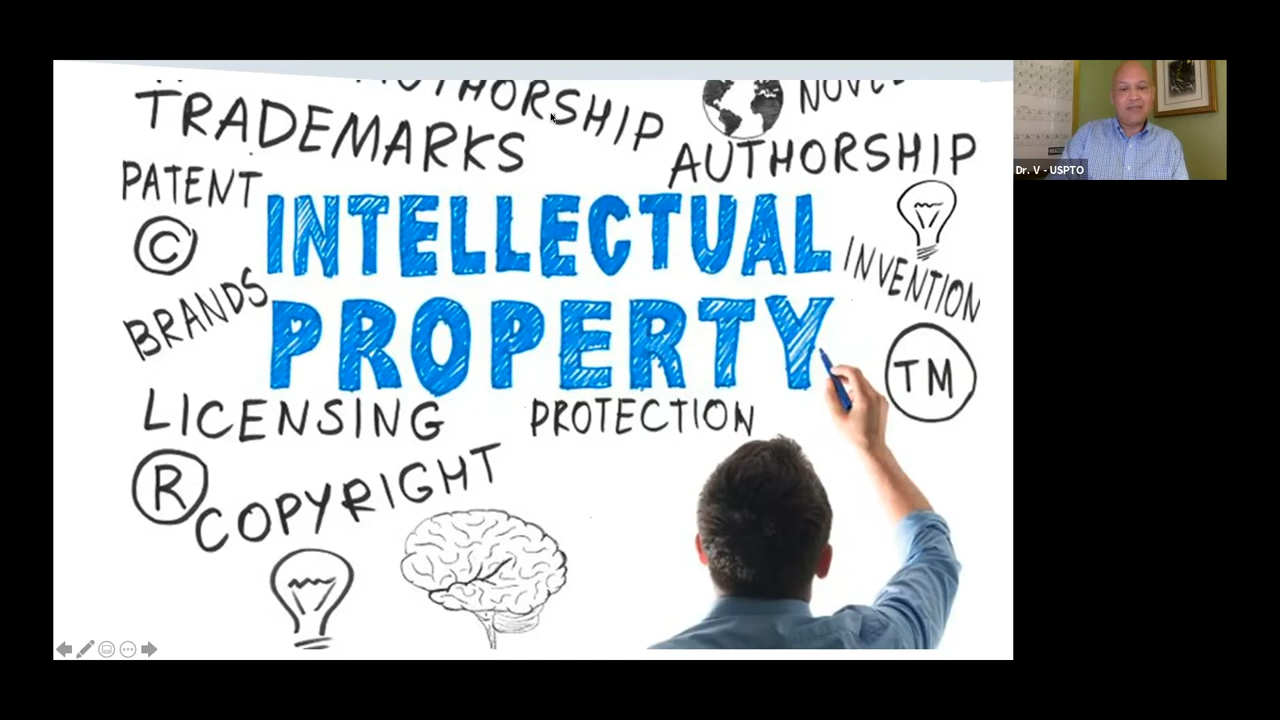 AUTHORSHIP
TRADEMARKS
AUTHORSHIP
PATENT
©
INTELLECTUAL
INVENTION
BRANDS
PROPERTY
TM
LICENSING
PROTECTION
R
COPYRIGHT
Dr. V - USPTO